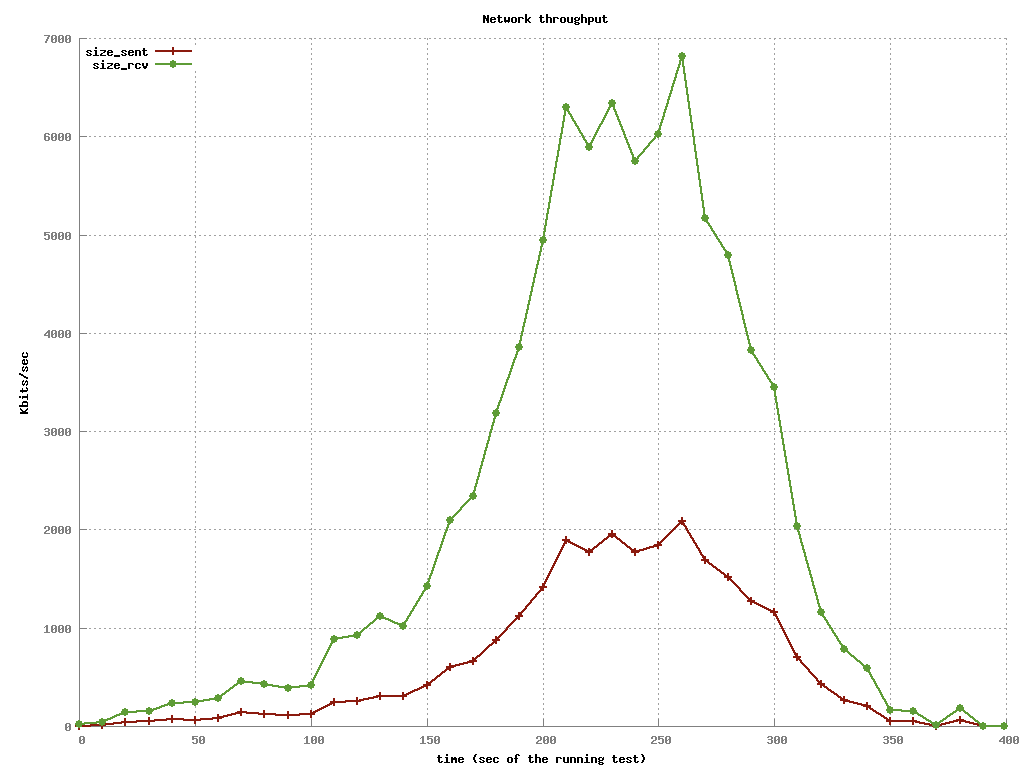 Network throughput
7000
size_sent
size_rcv
6000
5000
4000
Kbits/sec
3000
2000
1000
0
0 50 100 150 200 250 300 350 400
time (sec of the running test)